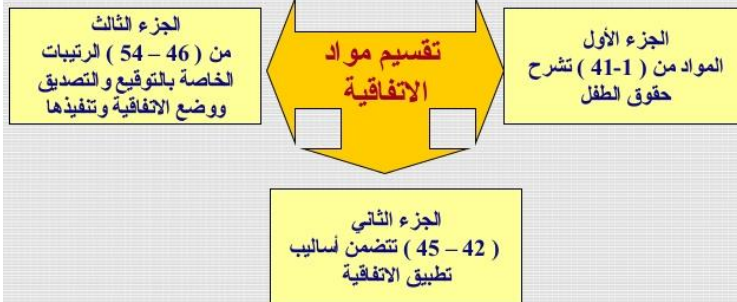 تقسيم مواد
الاتفاقية
الجزء الأول
المواد من ( 1-41 ) تشرح
حقوق الطفل
الجزء الثاني
( 42 – 45 ) تتضمن أساليب
تطبيق الاتفاقية
الجزء الثالث
من ( 46 – 54 ) الرتيبات
الخاصة بالتوقيع والتصديق
ووضع الاتفاقية وتنفيذها